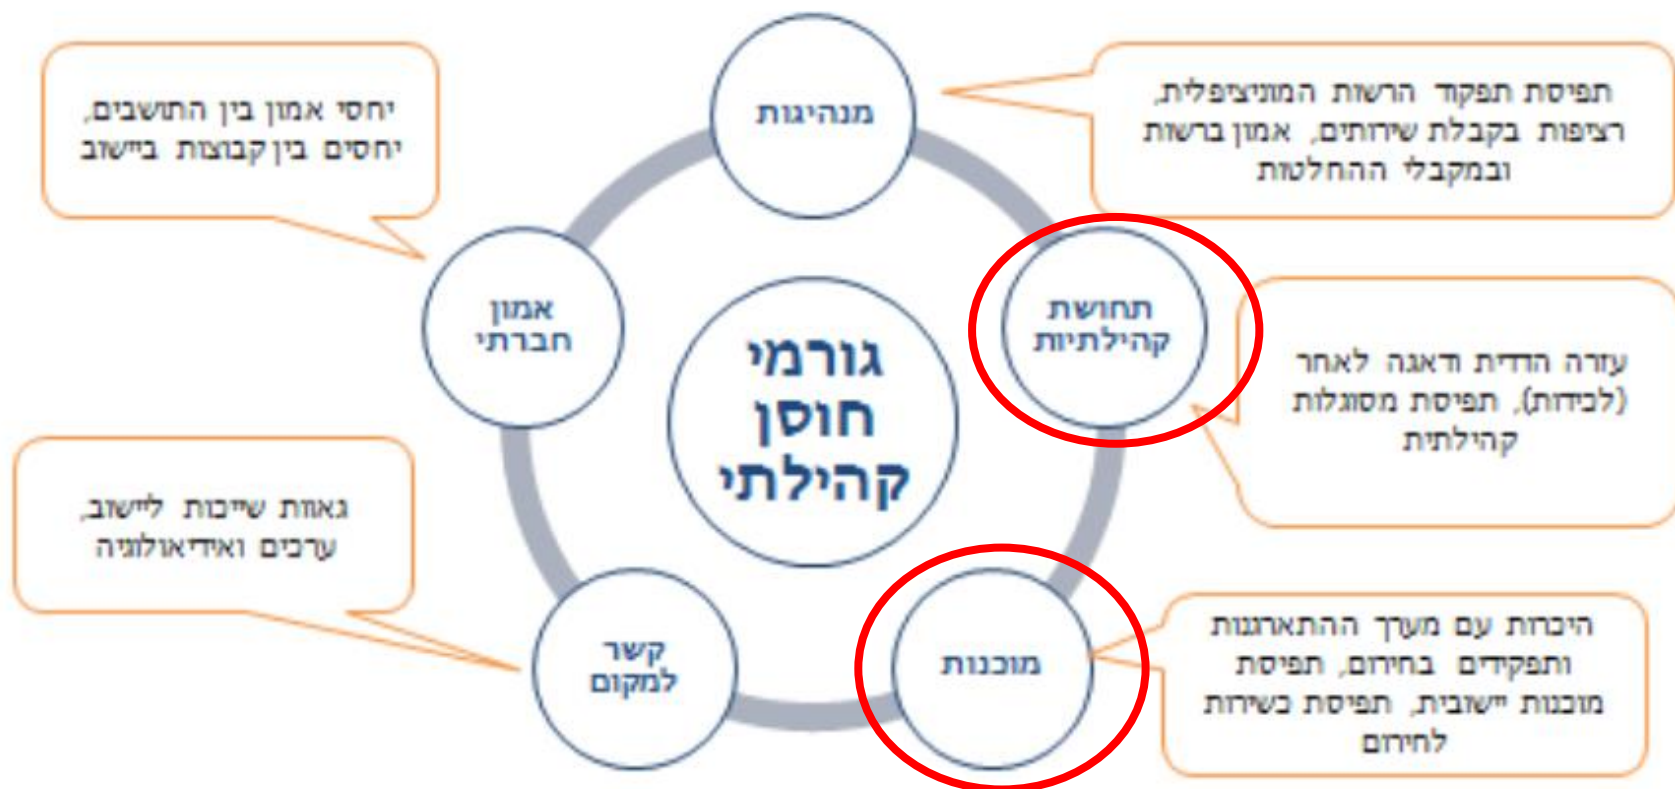 מנהיגות
תפיסת תפקוד הרשות המוניציפלית,
רציפות בקבלת שירותים, אמון ברשות
ובמקבלי ההחלטות
תחושת
קהילתיות
עזרה הדדית ודאגה לאחר
(לכידות), תפיסת מסוגלות
קהילתית
מוכנות
היכרות עם מערך ההתארגנות
ותפקידים בחירום, תפיסת
מוכנות יישובית, תפיסת כשירות
לחירום
קשר
למקום
גאוות שייכות ליישוב,
ערכים ואידיאולוגיה
אמון
חברתי
יחסי אמון בין התושבים,
יחסים בין קבוצות ביישוב
גורמי
חוסן
קהילתי